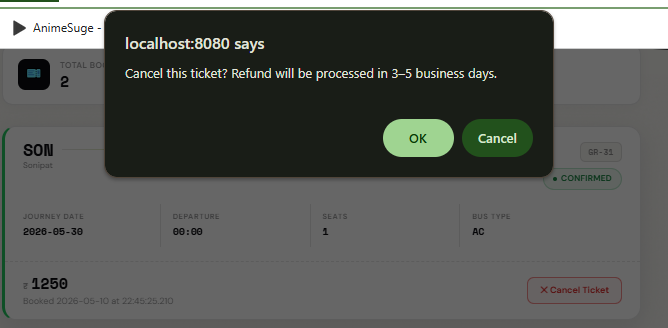 AnimeSuge -
localhost:8080 says
Cancel this ticket? Refund will be processed in 3–5 business days.
OK
Cancel
TOTAL BOO
2
SON
Sonipat
GR-31
CONFIRMED
JOURNEY DATE
DEPARTURE
SEATS
BUS TYPE
2026-05-30
00:00
1
AC
₹ 1250
Booked 2026-05-10 at 22:45:25.210
✕ Cancel Ticket